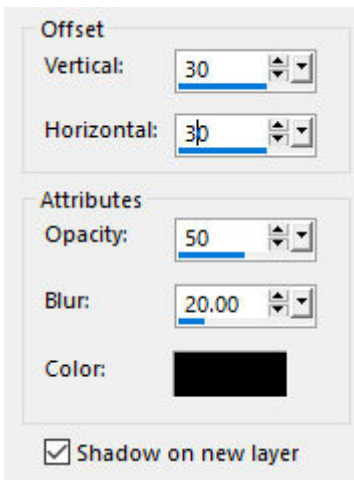 Offset
Vertical: 30
Horizontal: 30
Attributes
Opacity: 50
Blur: 20.00
Color:
Shadow on new layer